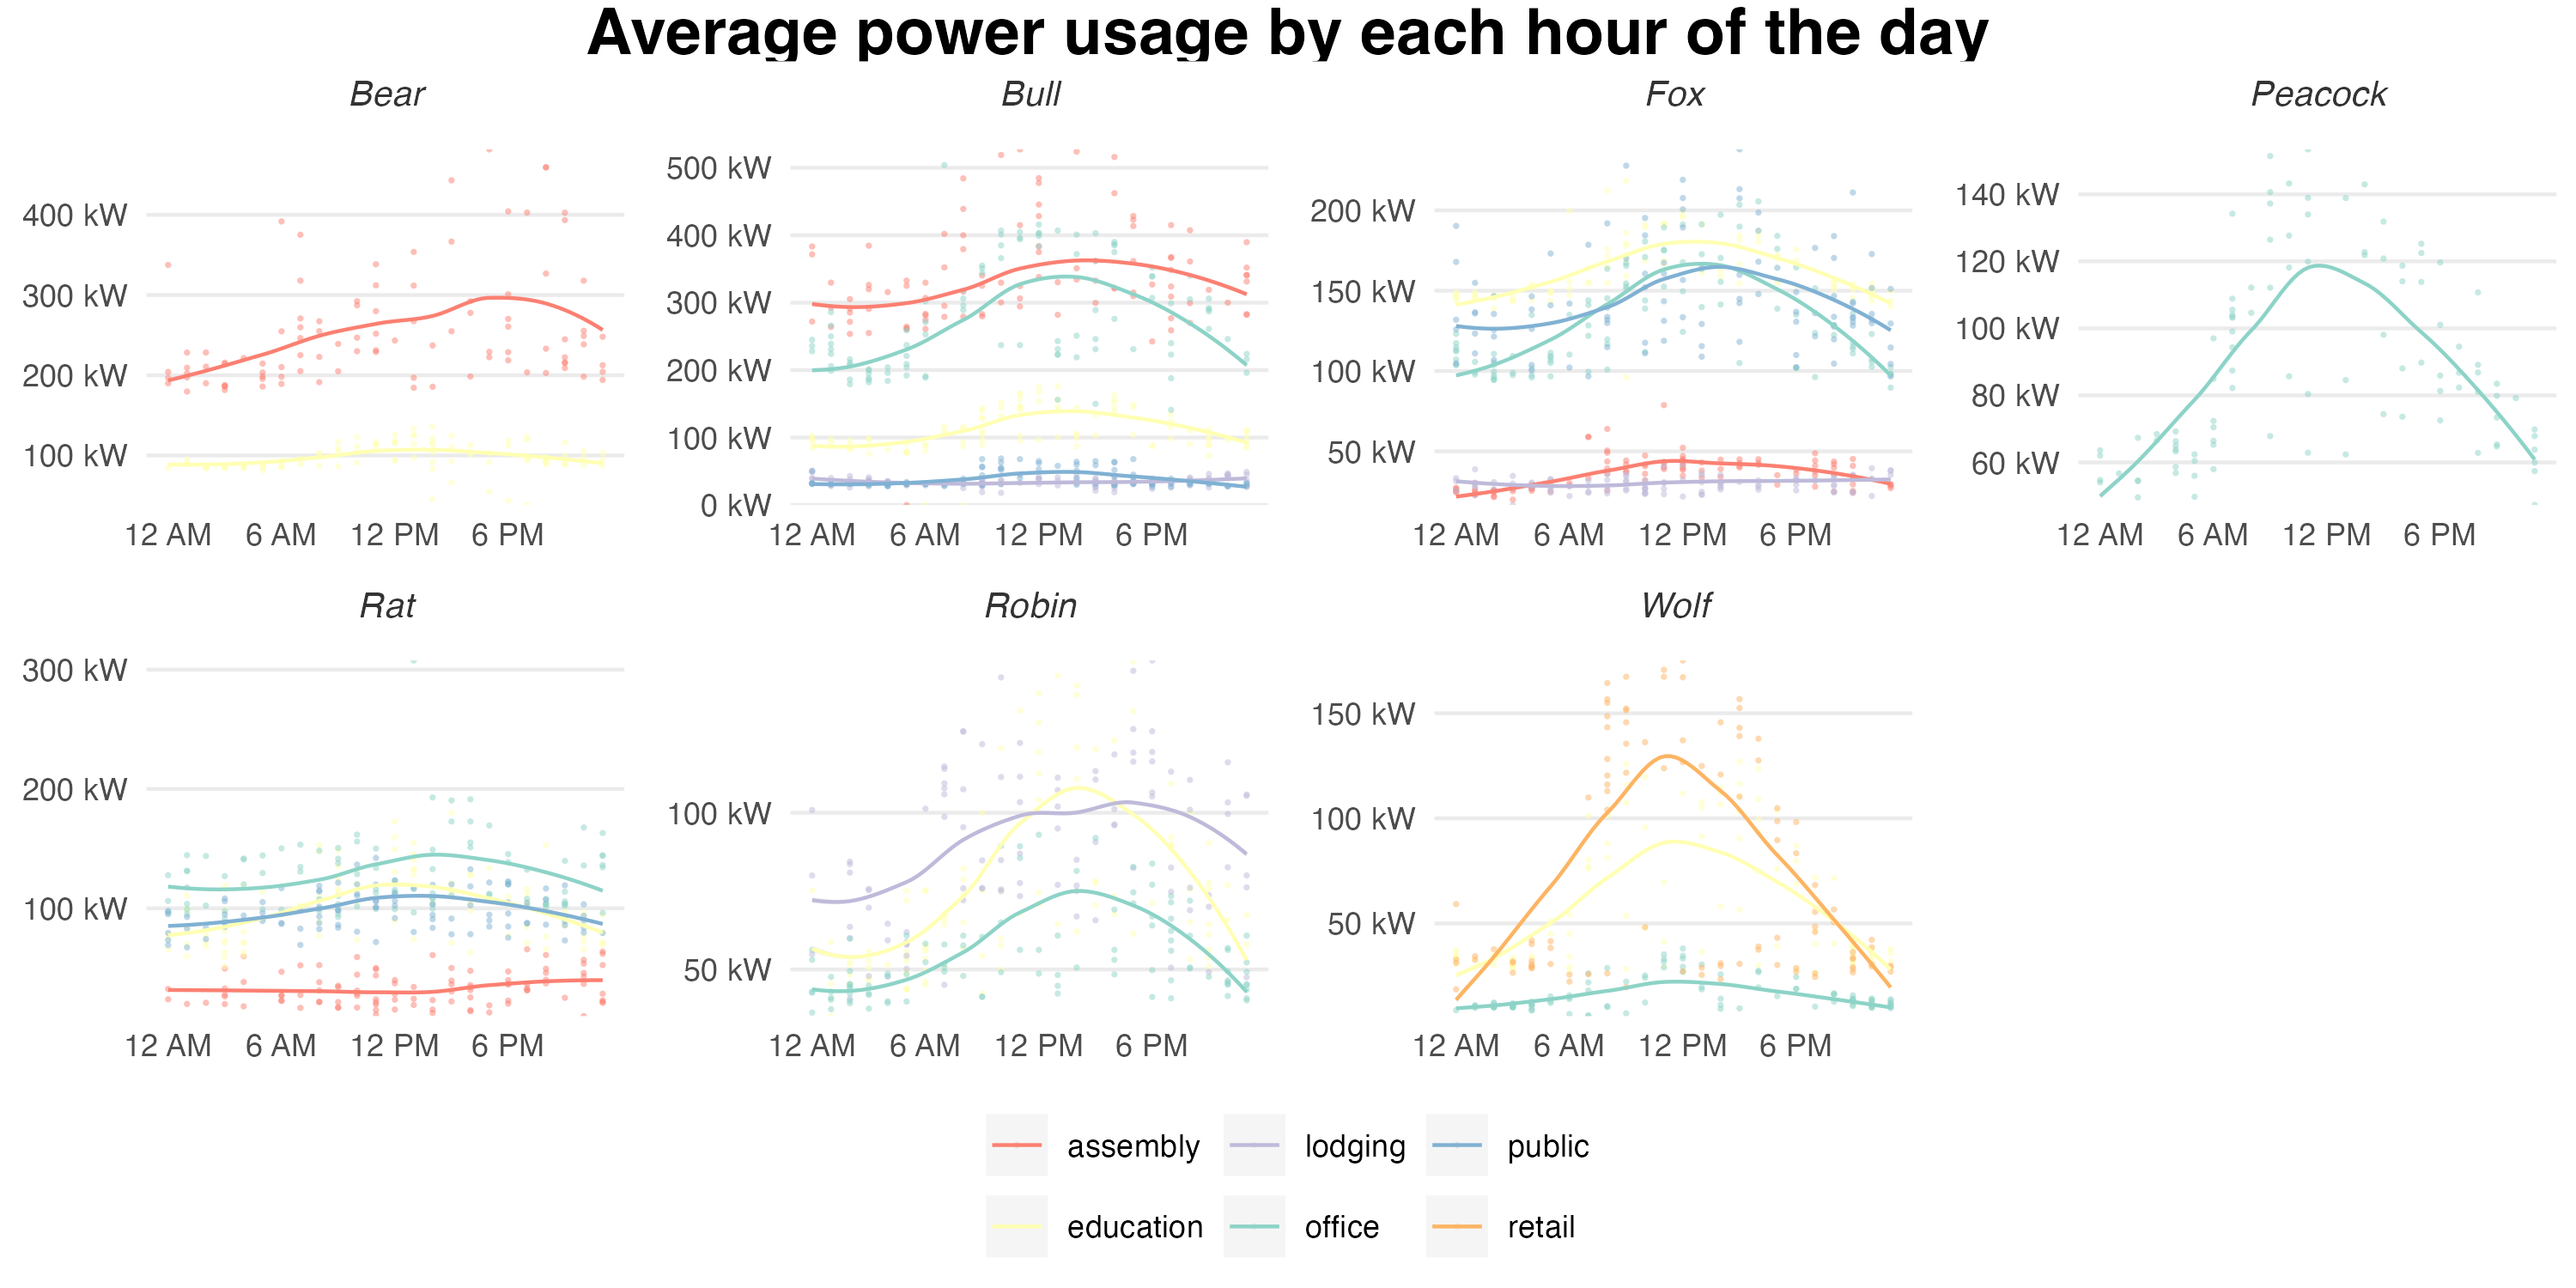 Average power usage by each hour of the day
Bear
Bull
Fox
Peacock
400 kW
300 kW
200 kW
100 kW
12 AM 6 AM 12 PM 6 PM
500 kW
400 kW
300 kW
200 kW
100 kW
0 kW
12 AM 6 AM 12 PM 6 PM
200 kW
150 kW
100 kW
50 kW
12 AM 6 AM 12 PM 6 PM
140 kW
120 kW
100 kW
80 kW
60 kW
12 AM 6 AM 12 PM 6 PM
Rat
Robin
Wolf
300 kW
200 kW
100 kW
12 AM 6 AM 12 PM 6 PM
100 kW
50 kW
12 AM 6 AM 12 PM 6 PM
150 kW
100 kW
50 kW
12 AM 6 AM 12 PM 6 PM
assembly lodging public
education office retail